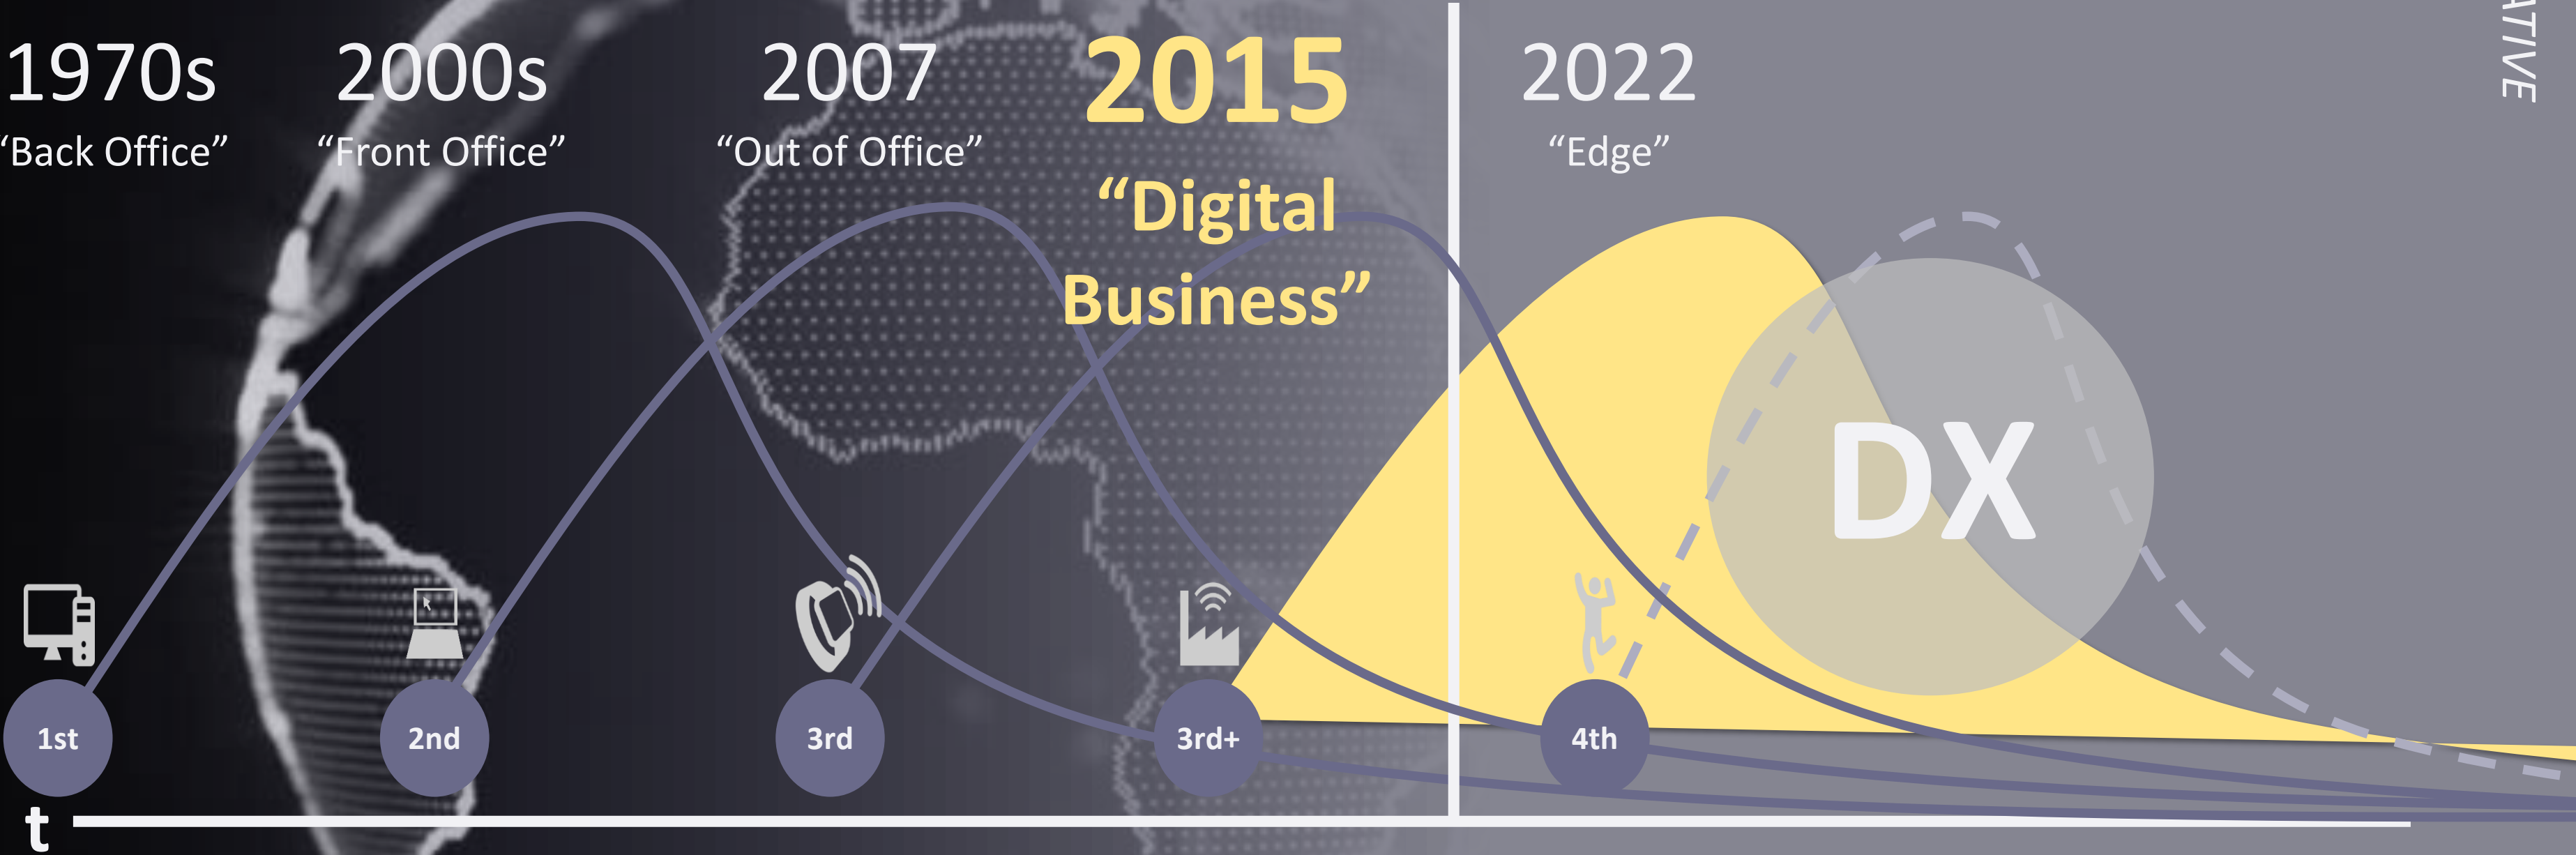 1970s
“Back Office”
2000s
“Front Office”
2007
“Out of Office”
2015
“Digital
Business”
2022
“Edge”
ATIVE
DX
1st
2nd
3rd
3rd+
4th
t